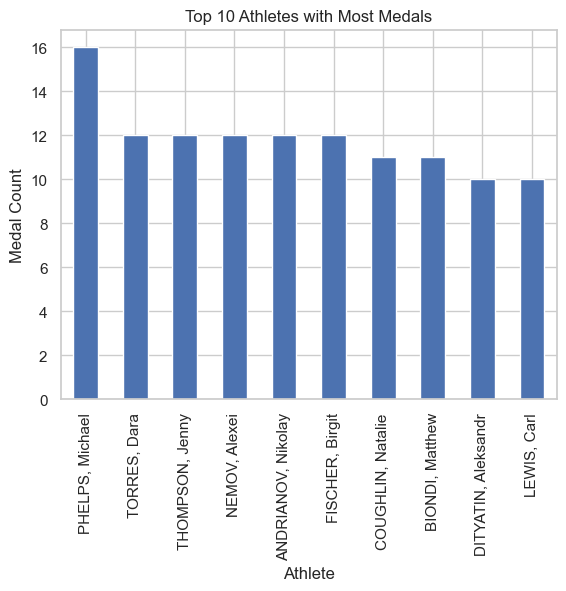 Top 10 Athletes with Most Medals
Medal Count
16
14
12
10
8
6
4
2
0
PHELPS, Michael
TORRES, Dara
THOMPSON, Jenny
NEMOV, Alexei
ANDRIANOV, Nikolay
FISCHER, Birgit
COUGHLIN, Natalie
BIONDI, Matthew
DITYATIN, Aleksandr
LEWIS, Carl
Athlete